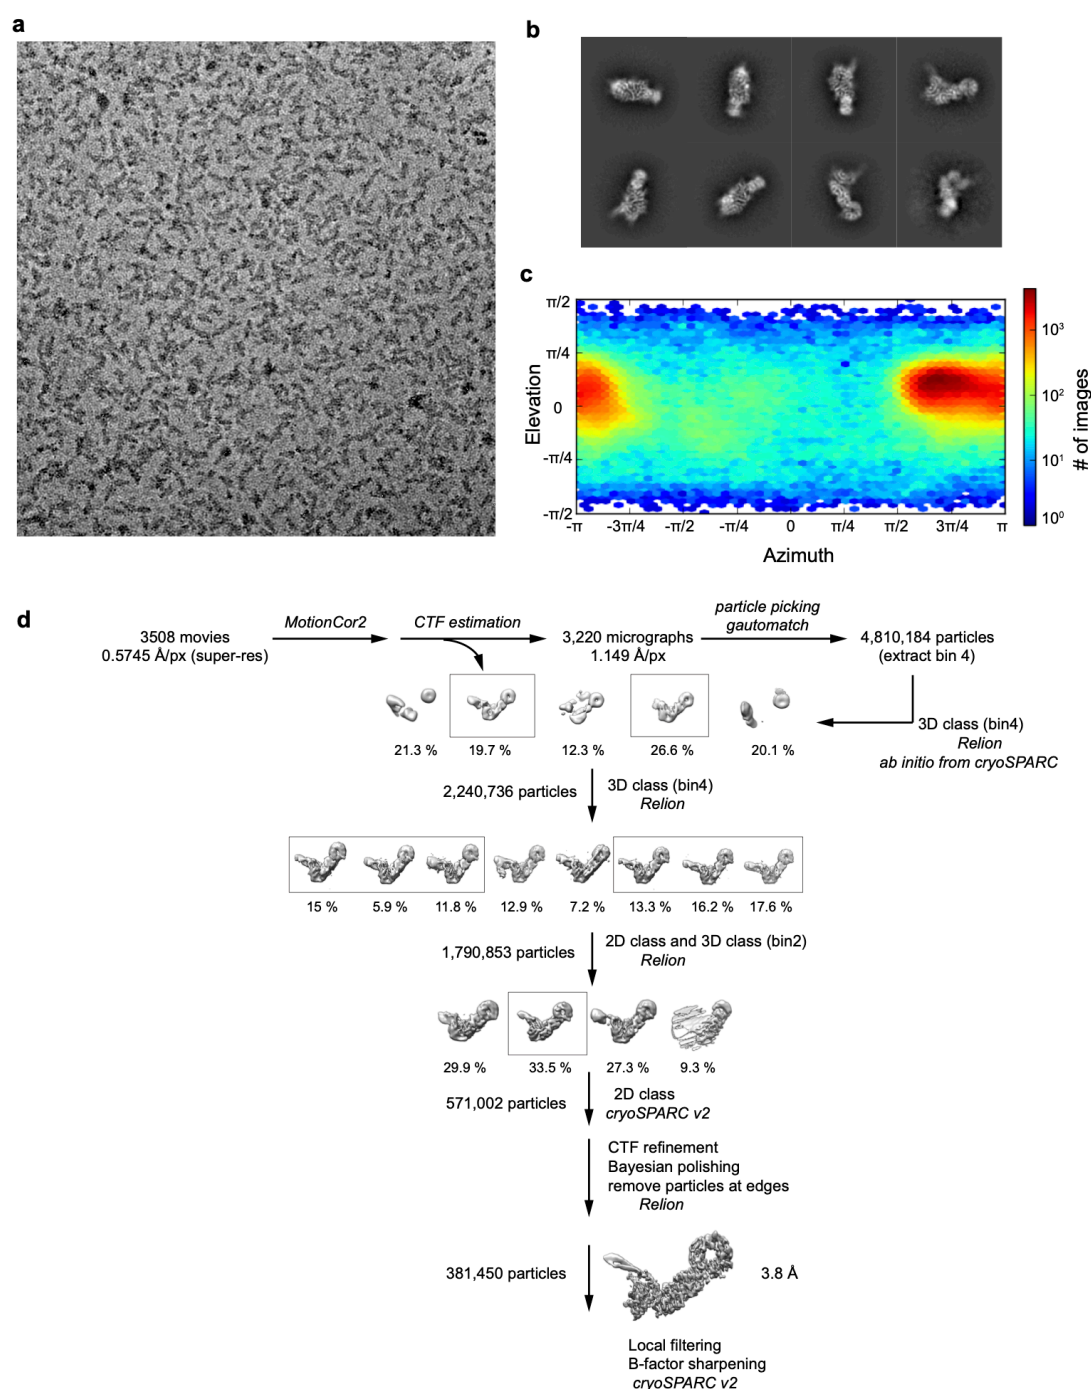 a
b
c
π/2
π/4
0
-π/4
-π/2
Elevation
-π
-3π/4
-π/2
-π/4
0
π/4
π/2
3π/4
π
Azimuth
10³
10²
10¹
10⁰
# of images
d
3508 movies
0.5745 Å/px (super-res)
MotionCor2
CTF estimation
3,220 micrographs
1.149 Å/px
particle picking
gautomatch
4,810,184 particles
(extract bin 4)
3D class (bin4)
Relion
ab initio from cryoSPARC
21.3 %
19.7 %
12.3 %
26.6 %
20.1 %
2,240,736 particles
3D class (bin4)
Relion
15 %
5.9 %
11.8 %
12.9 %
7.2 %
13.3 %
16.2 %
17.6 %
1,790,853 particles
2D class and 3D class (bin2)
Relion
29.9 %
33.5 %
27.3 %
9.3 %
571,002 particles
2D class
cryoSPARC v2
CTF refinement
Bayesian polishing
remove particles at edges
Relion
381,450 particles
3.8 Å
Local filtering
B-factor sharpening
cryoSPARC v2